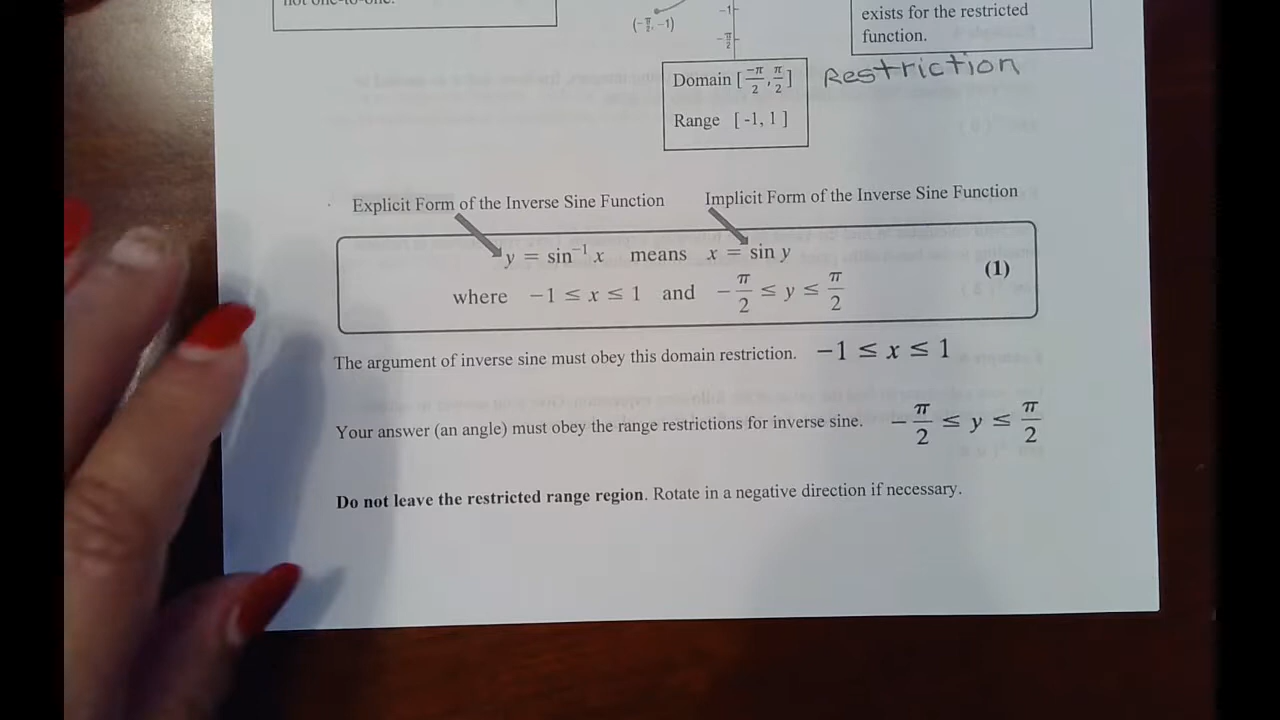 exists for the restricted
function.
(-π/2, -1)
-1
-π/2
Domain [-π/2, π/2]
Range [ -1, 1 ]
Restriction
Explicit Form of the Inverse Sine Function
Implicit Form of the Inverse Sine Function
y = sin⁻¹ x means x = sin y
where −1 ≤ x ≤ 1 and −π/2 ≤ y ≤ π/2
(1)
The argument of inverse sine must obey this domain restriction. −1 ≤ x ≤ 1
Your answer (an angle) must obey the range restrictions for inverse sine. −π/2 ≤ y ≤ π/2
Do not leave the restricted range region. Rotate in a negative direction if necessary.